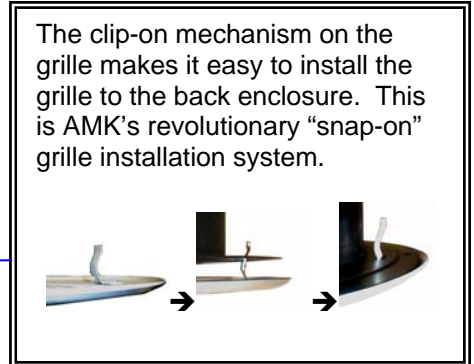 The clip-on mechanism on the
grille makes it easy to install the
grille to the back enclosure.  This
is AMK’s revolutionary “snap-on”
grille installation system.